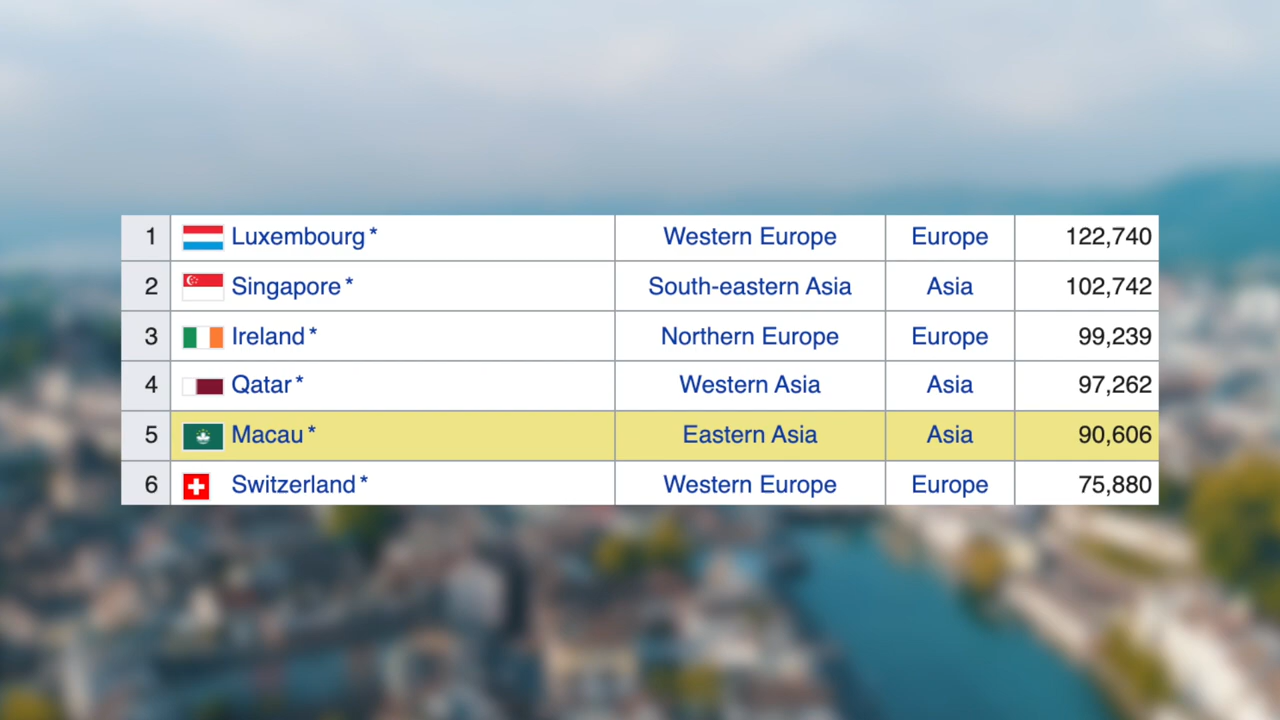 1 Luxembourg * Western Europe Europe 122,740
2 Singapore * South-eastern Asia Asia 102,742
3 Ireland * Northern Europe Europe 99,239
4 Qatar * Western Asia Asia 97,262
5 Macau * Eastern Asia Asia 90,606
6 Switzerland * Western Europe Europe 75,880